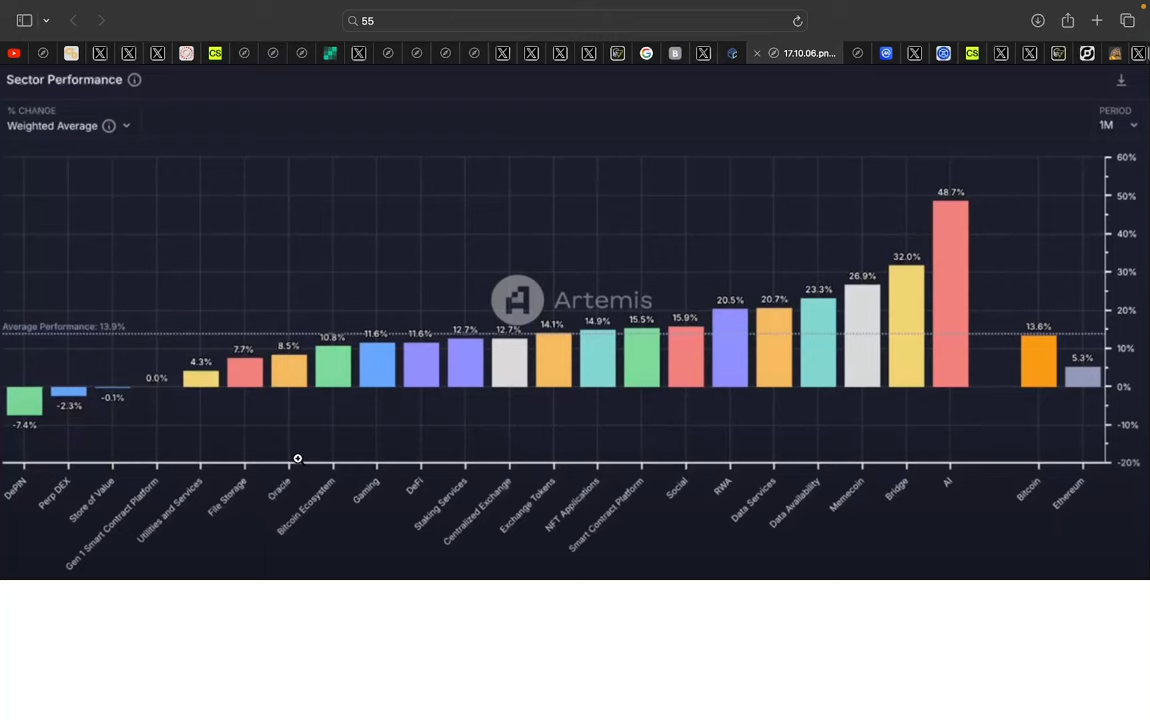 55
CS
B
17.10.06.pn...
CS
Sector Performance
% CHANGE
Weighted Average
PERIOD
1M
60%
50%
40%
30%
20%
10%
0%
-10%
-20%
Artemis
Average Performance: 13.9%
-7.4%
-2.3%
-0.1%
0.0%
4.3%
7.7%
8.5%
10.8%
11.6%
11.6%
12.7%
12.7%
14.1%
14.9%
15.5%
15.9%
20.5%
20.7%
23.3%
26.9%
32.0%
48.7%
13.6%
5.3%
DePIN
Perp DEX
Store of Value
Gen 1 Smart Contract Platform
Utilities and Services
File Storage
Oracle
Bitcoin Ecosystem
Gaming
DeFi
Staking Services
Centralized Exchange
Exchange Tokens
NFT Applications
Smart Contract Platform
Social
RWA
Data Services
Data Availability
Memecoin
Bridge
AI
Bitcoin
Ethereum